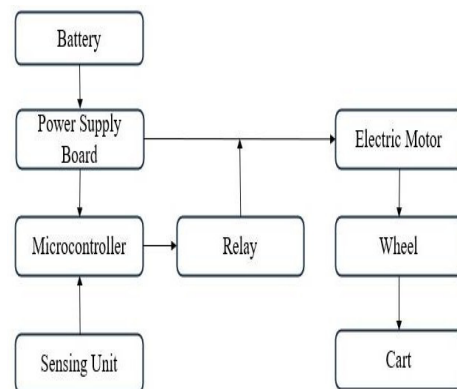 Battery
Power Supply
Board
Electric Motor
Microcontroller
Relay
Wheel
Sensing Unit
Cart